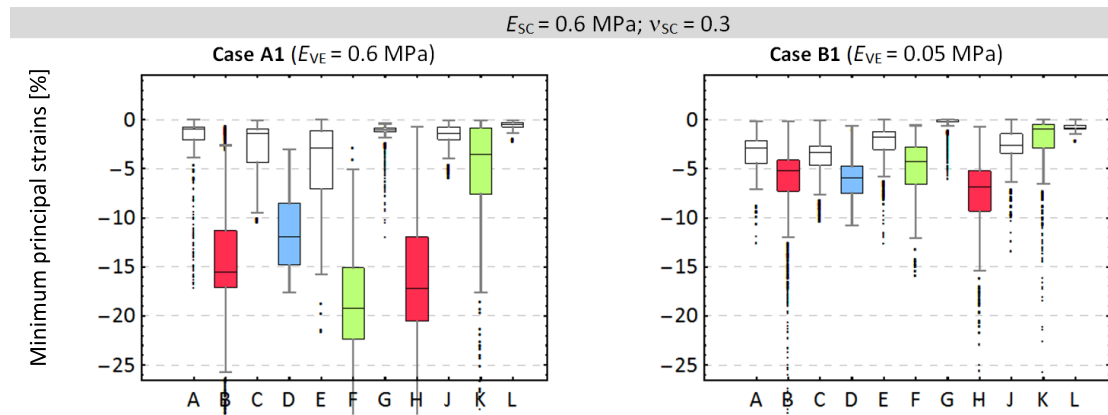 E_SC = 0.6 MPa; ν_SC = 0.3
Case A1 (E_VE = 0.6 MPa)
Case B1 (E_VE = 0.05 MPa)
Minimum principal strains [%]
0
−5
−10
−15
−20
−25
A B C D E F G H J K L
0
−5
−10
−15
−20
−25
A B C D E F G H J K L